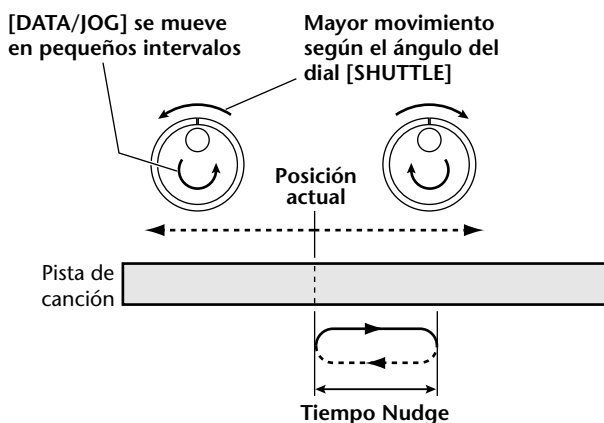 [DATA/JOG] se mueve
en pequeños intervalos
Mayor movimiento
según el ángulo del
dial [SHUTTLE]
Posición
actual
Pista de
canción
Tiempo Nudge